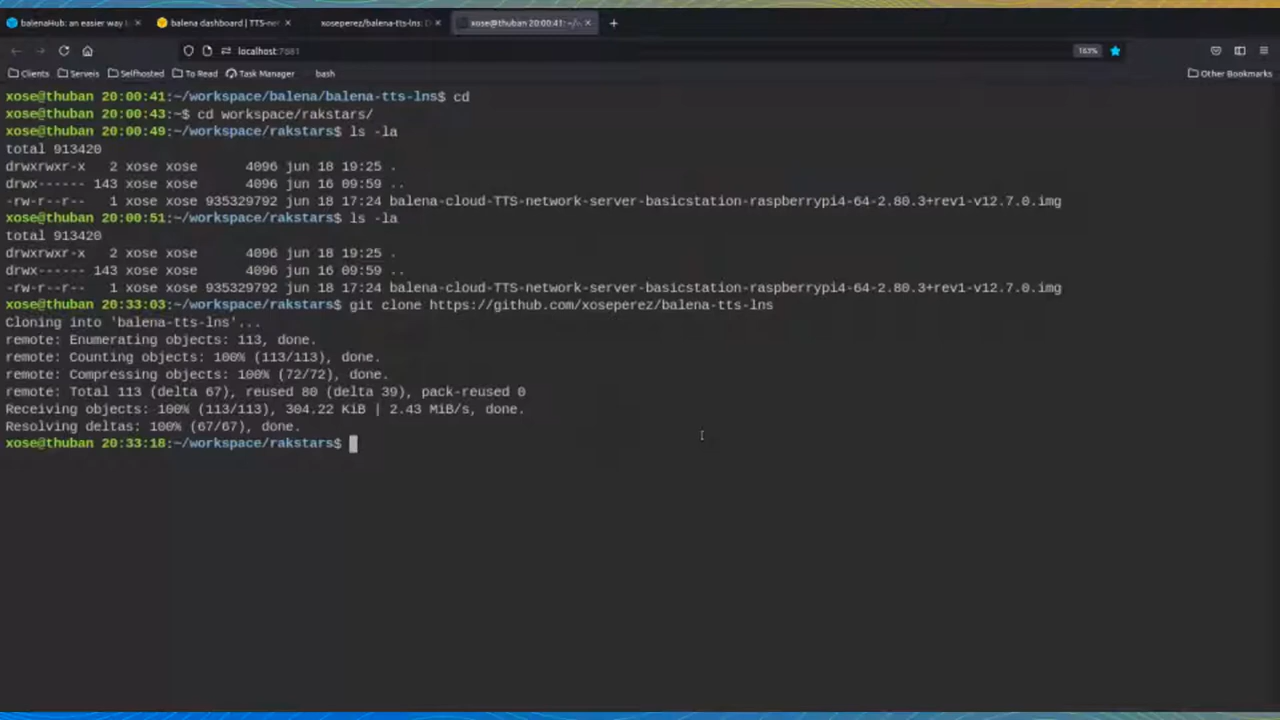 balenaHub: an easier way t
balena dashboard | TTS-ne
xoseperez/balena-tts-lns: D
xose@thuban 20:00:41: ~/
localhost:7681
163%
Clients
Serveis
Selfhosted
To Read
Task Manager
bash
Other Bookmarks
xose@thuban 20:00:41:~/workspace/balena/balena-tts-lns$ cd
xose@thuban 20:00:43:~$ cd workspace/rakstars/
xose@thuban 20:00:49:~/workspace/rakstars$ ls -la
total 913420
drwxrwxr-x   2 xose xose      4096 jun 18 19:25 .
drwx------ 143 xose xose      4096 jun 16 09:59 ..
-rw-r--r--   1 xose xose 935329792 jun 18 17:24 balena-cloud-TTS-network-server-basicstation-raspberrypi4-64-2.80.3+rev1-v12.7.0.img
xose@thuban 20:00:51:~/workspace/rakstars$ ls -la
total 913420
drwxrwxr-x   2 xose xose      4096 jun 18 19:25 .
drwx------ 143 xose xose      4096 jun 16 09:59 ..
-rw-r--r--   1 xose xose 935329792 jun 18 17:24 balena-cloud-TTS-network-server-basicstation-raspberrypi4-64-2.80.3+rev1-v12.7.0.img
xose@thuban 20:33:03:~/workspace/rakstars$ git clone https://github.com/xoseperez/balena-tts-lns
Cloning into 'balena-tts-lns'...
remote: Enumerating objects: 113, done.
remote: Counting objects: 100% (113/113), done.
remote: Compressing objects: 100% (72/72), done.
remote: Total 113 (delta 67), reused 80 (delta 39), pack-reused 0
Receiving objects: 100% (113/113), 304.22 KiB | 2.43 MiB/s, done.
Resolving deltas: 100% (67/67), done.
xose@thuban 20:33:18:~/workspace/rakstars$